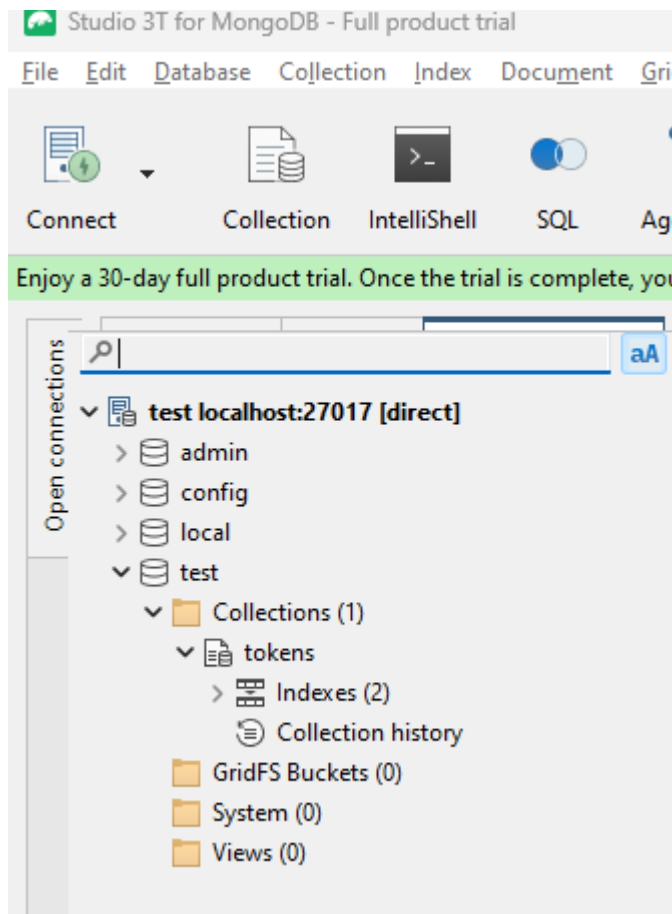 Studio 3T for MongoDB - Full product trial
File Edit Database Collection Index Document
Connect Collection IntelliShell SQL
Enjoy a 30-day full product trial. Once the trial is complete,
Open connections
aA
test localhost:27017 [direct]
admin
config
local
test
Collections (1)
tokens
Indexes (2)
Collection history
GridFS Buckets (0)
System (0)
Views (0)